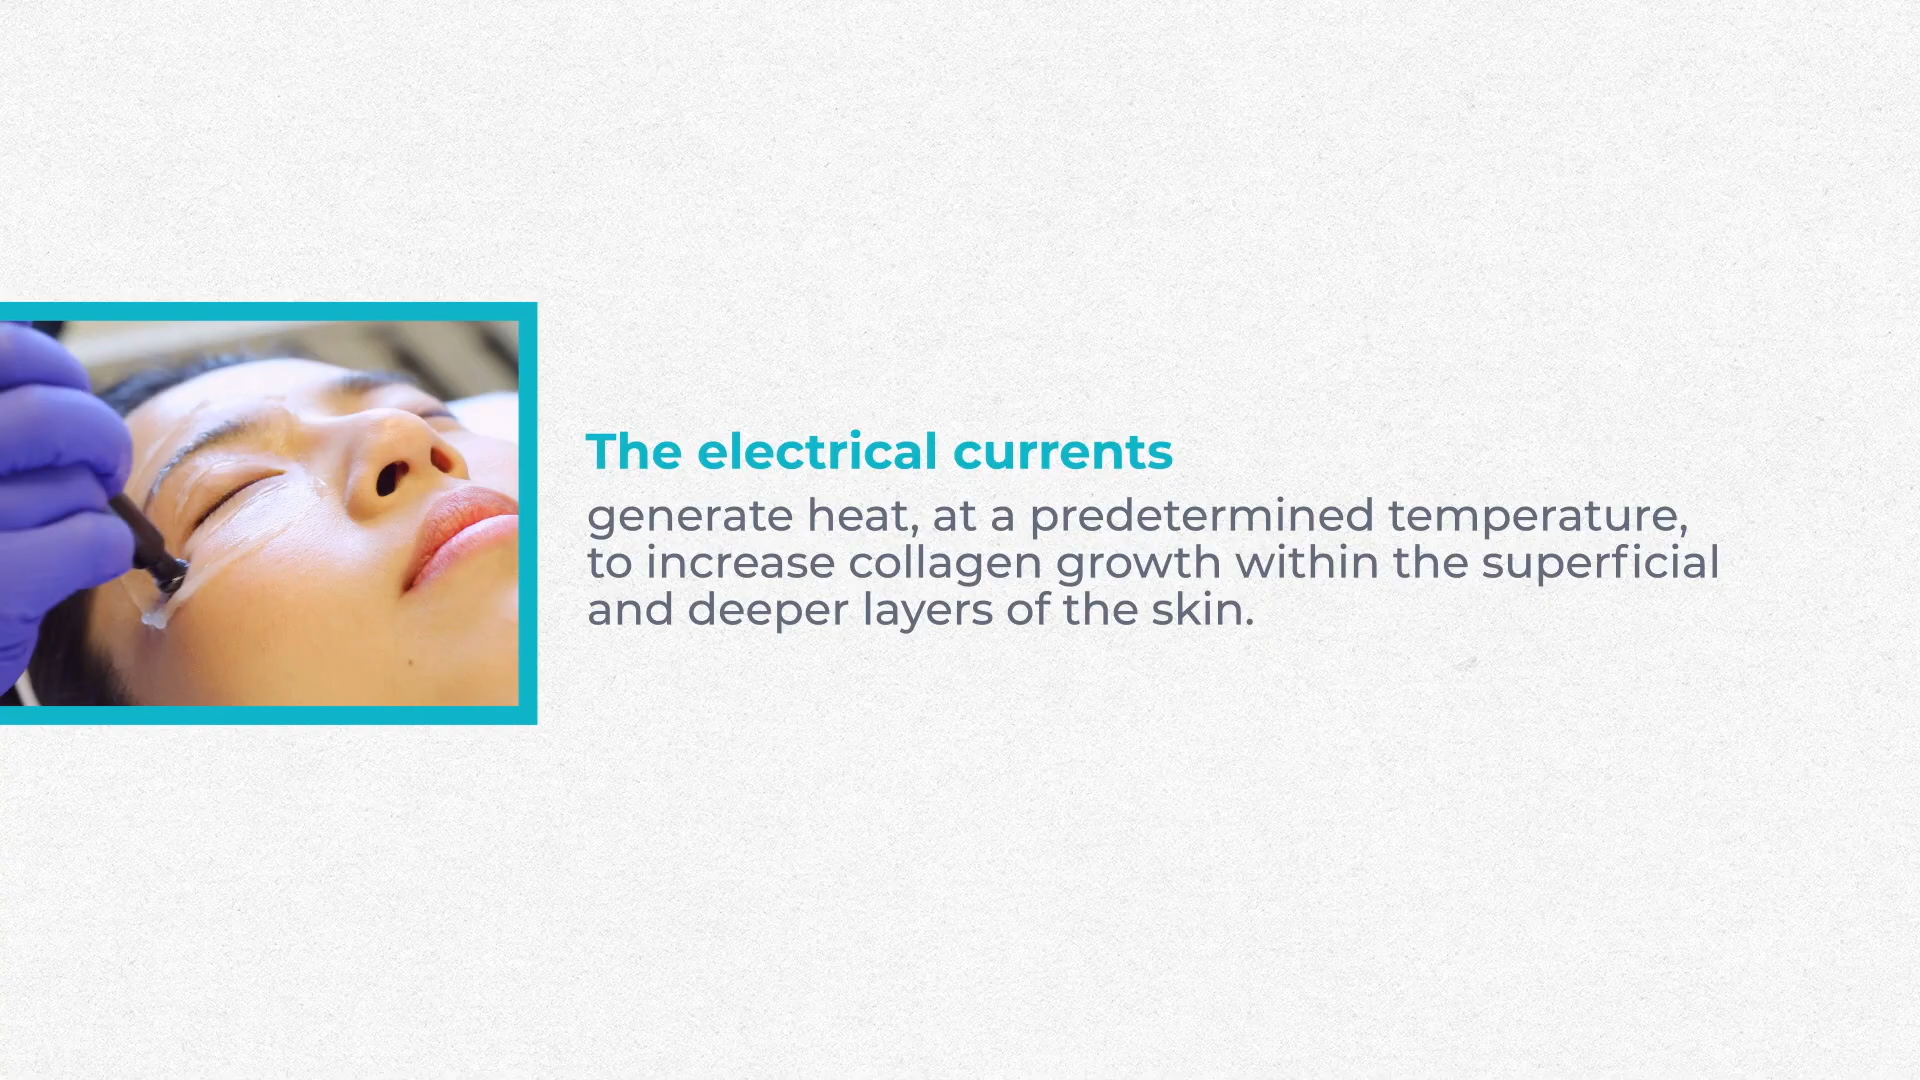 The electrical currents
generate heat, at a predetermined temperature,
to increase collagen growth within the superficial
and deeper layers of the skin.